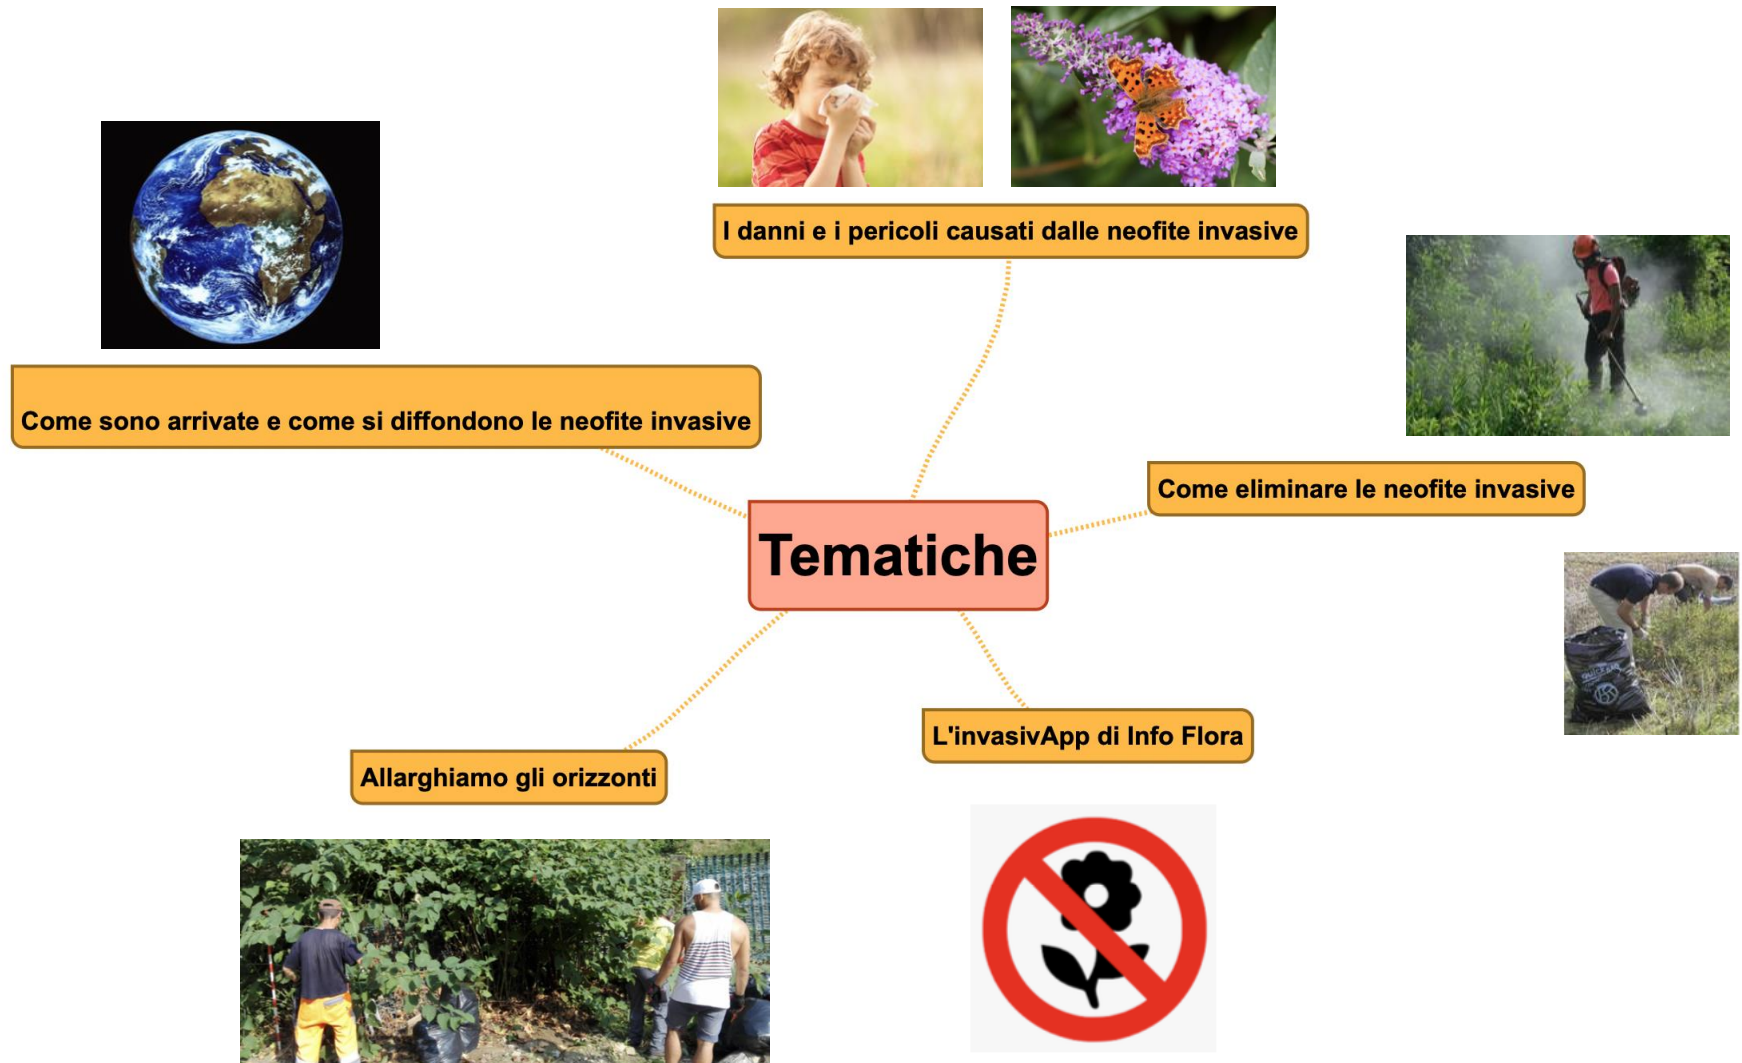 I danni e i pericoli causati dalle neofite invasive
Come sono arrivate e come si diffondono le neofite invasive
Come eliminare le neofite invasive
Tematiche
L'invasivApp di Info Flora
Allarghiamo gli orizzonti